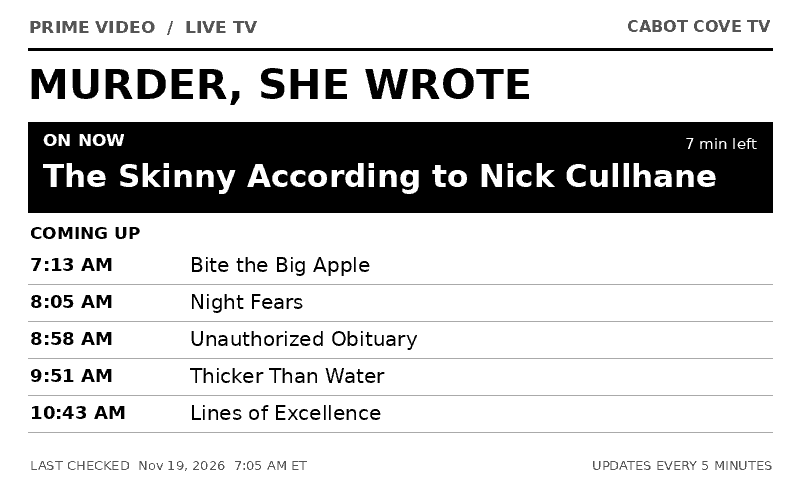 PRIME VIDEO / LIVE TV
CABOT COVE TV
MURDER, SHE WROTE
ON NOW
7 min left
The Skinny According to Nick Cullhane
COMING UP
7:13 AM Bite the Big Apple
8:05 AM Night Fears
8:58 AM Unauthorized Obituary
9:51 AM Thicker Than Water
10:43 AM Lines of Excellence
LAST CHECKED Nov 19, 2026 7:05 AM ET
UPDATES EVERY 5 MINUTES